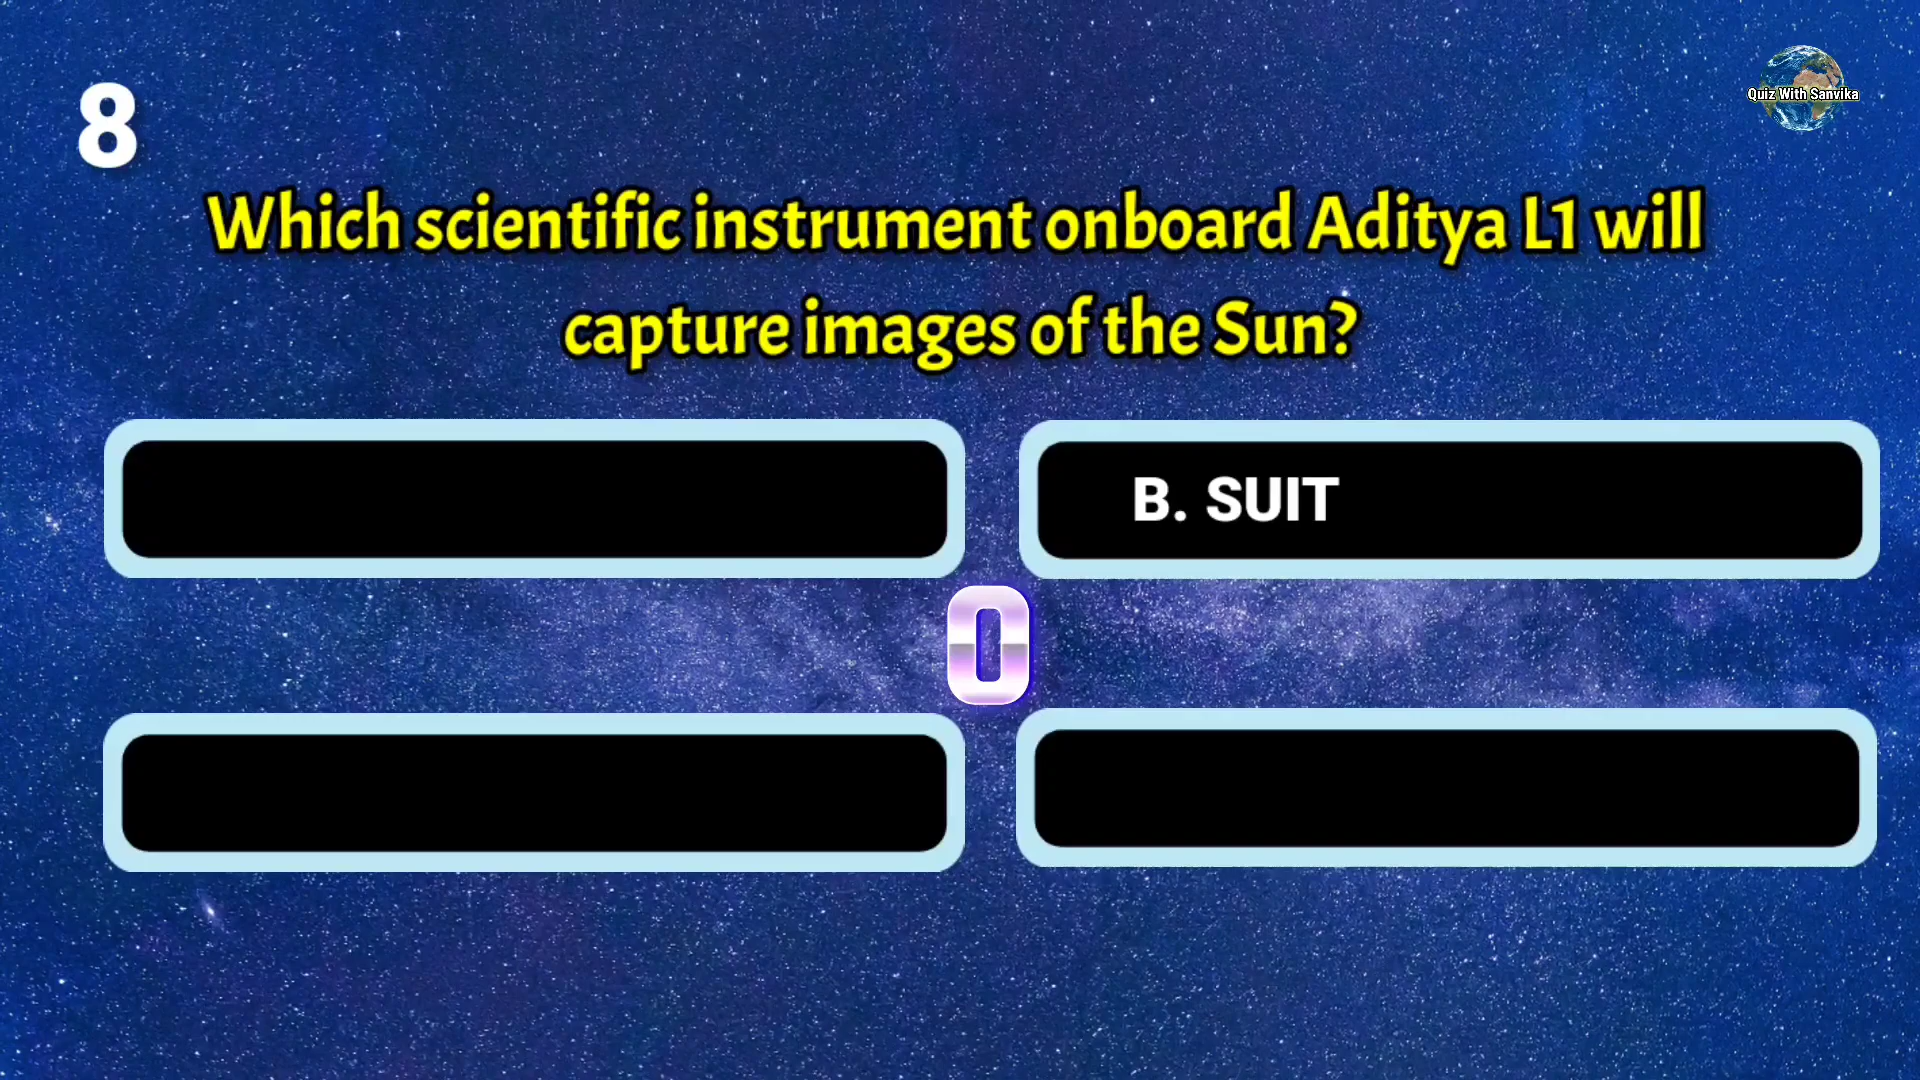 8
Quiz With Sanvika
Which scientific instrument onboard Aditya L1 will
capture images of the Sun?
B. SUIT
0